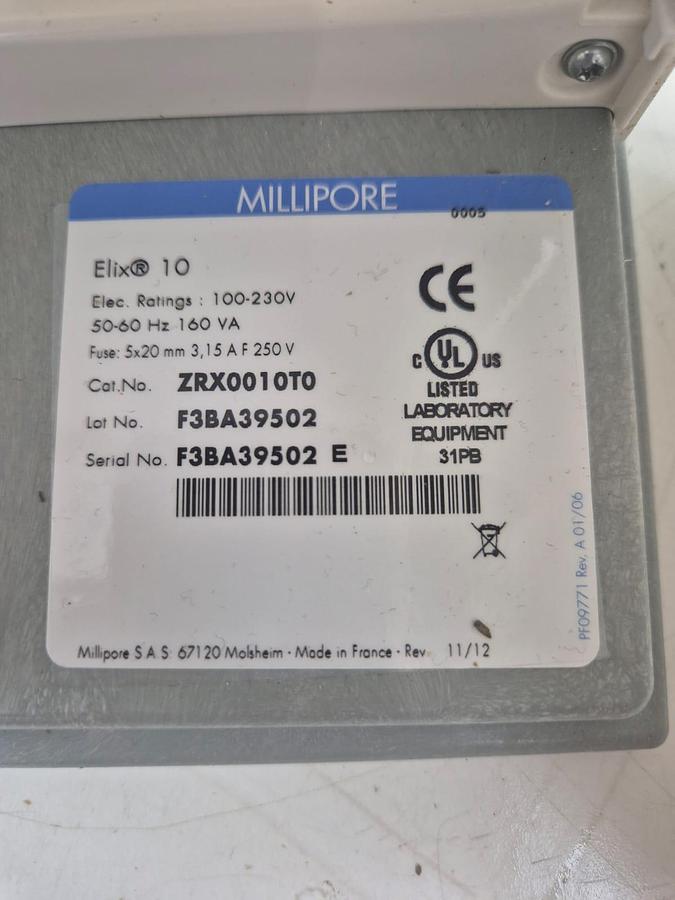 MILLIPORE
0005
Elix® 10
Elec. Ratings : 100-230V
50-60 Hz 160 VA
Fuse: 5x20 mm 3,15 A F 250 V
Cat.No. ZRX0010T0
Lot No. F3BA39502
Serial No. F3BA39502 E
CE
C UL US
LISTED
LABORATORY
EQUIPMENT
31PB
PF09771 Rev. A 01/06
Millipore S A S 67120 Molsheim - Made in France - Rev. 11/12